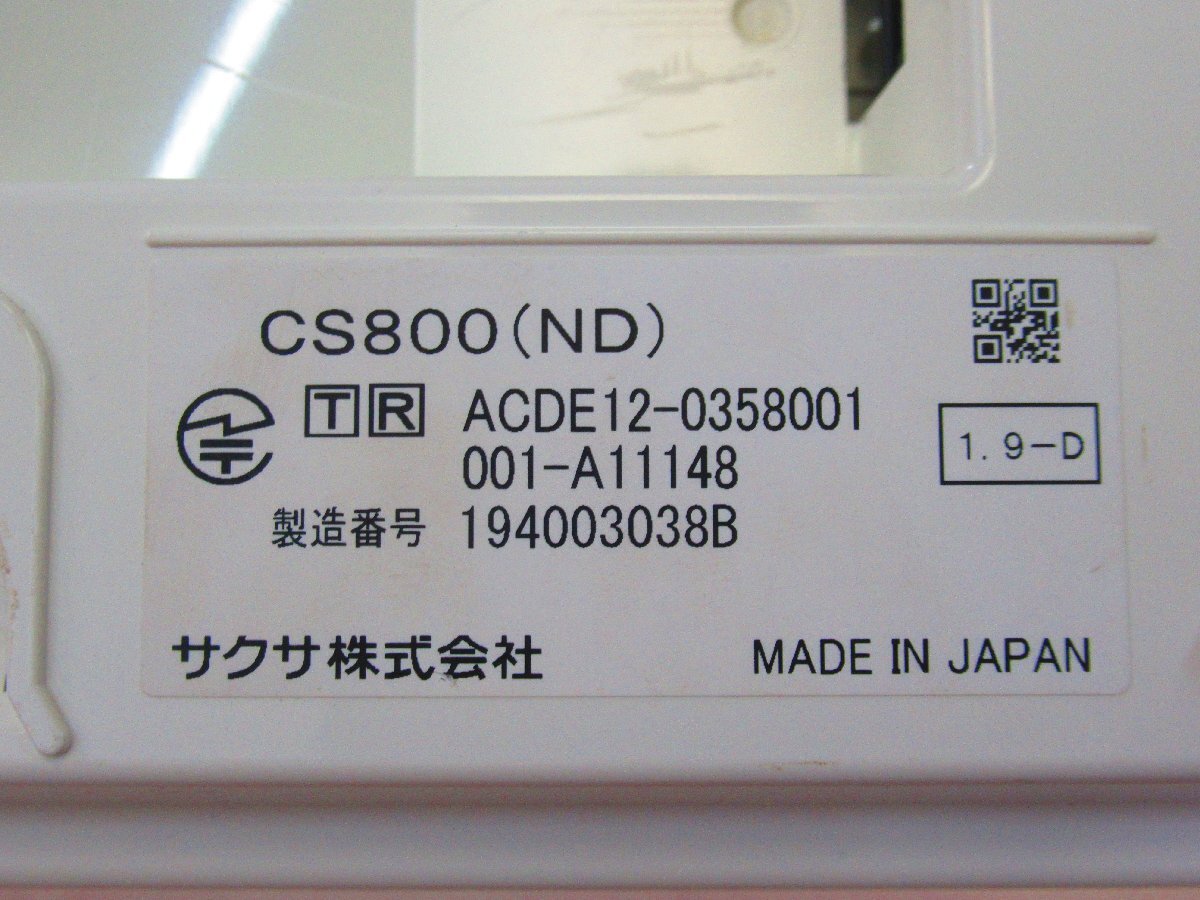 CS800(ND)
T R ACDE12-0358001
001-A11148
1.9-D
製造番号 194003038B
サクサ株式会社
MADE IN JAPAN